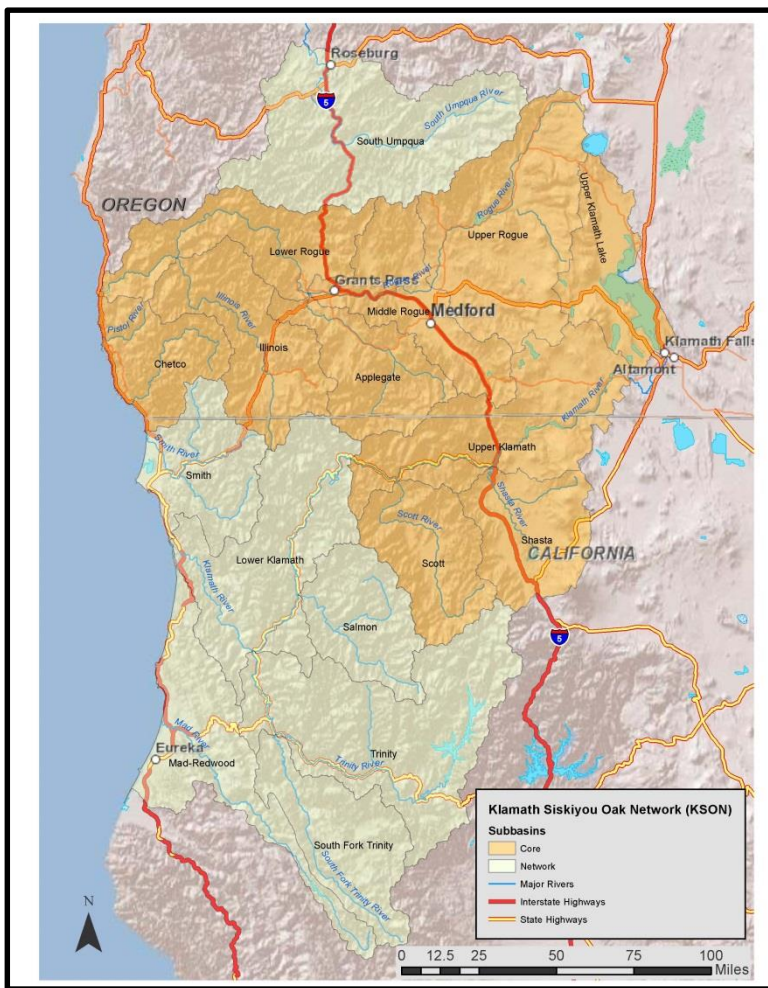 Roseburg
5
South Umpqua River
South Umpqua
OREGON
Rogue River
Upper Klamath Lake
Upper Rogue
Lower Rogue
Grants Pass
Rogue River
Illinois River
Middle Rogue
Medford
Pistol River
Klamath Falls
Illinois
Chetco
Altamont
Applegate
Klamath River
Smith River
Upper Klamath
Smith
Shasta River
Scott River
Shasta
CALIFORNIA
Lower Klamath
Scott
Klamath River
Salmon
5
Mad River
Trinity
Eureka
Trinity River
Mad-Redwood
South Fork Trinity
South Fork Trinity River
Klamath Siskiyou Oak Network (KSON)
Subbasins
Core
Network
Major Rivers
Interstate Highways
State Highways
N
0 12.5 25 50 75 100
Miles